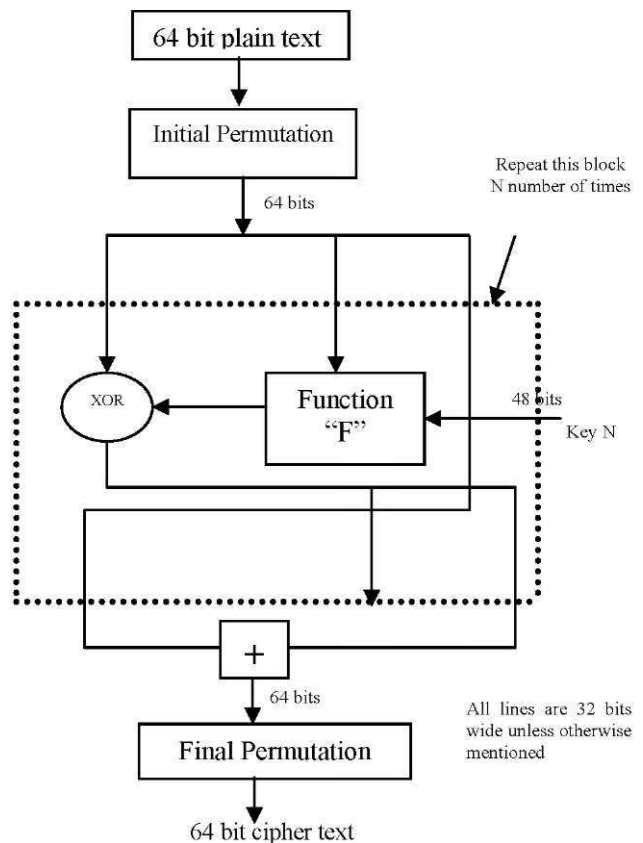 64 bit plain text
Initial Permutation
Repeat this block
N number of times
64 bits
XOR
Function
“F”
48 bits
Key N
+
64 bits
All lines are 32 bits
wide unless otherwise
mentioned
Final Permutation
64 bit cipher text